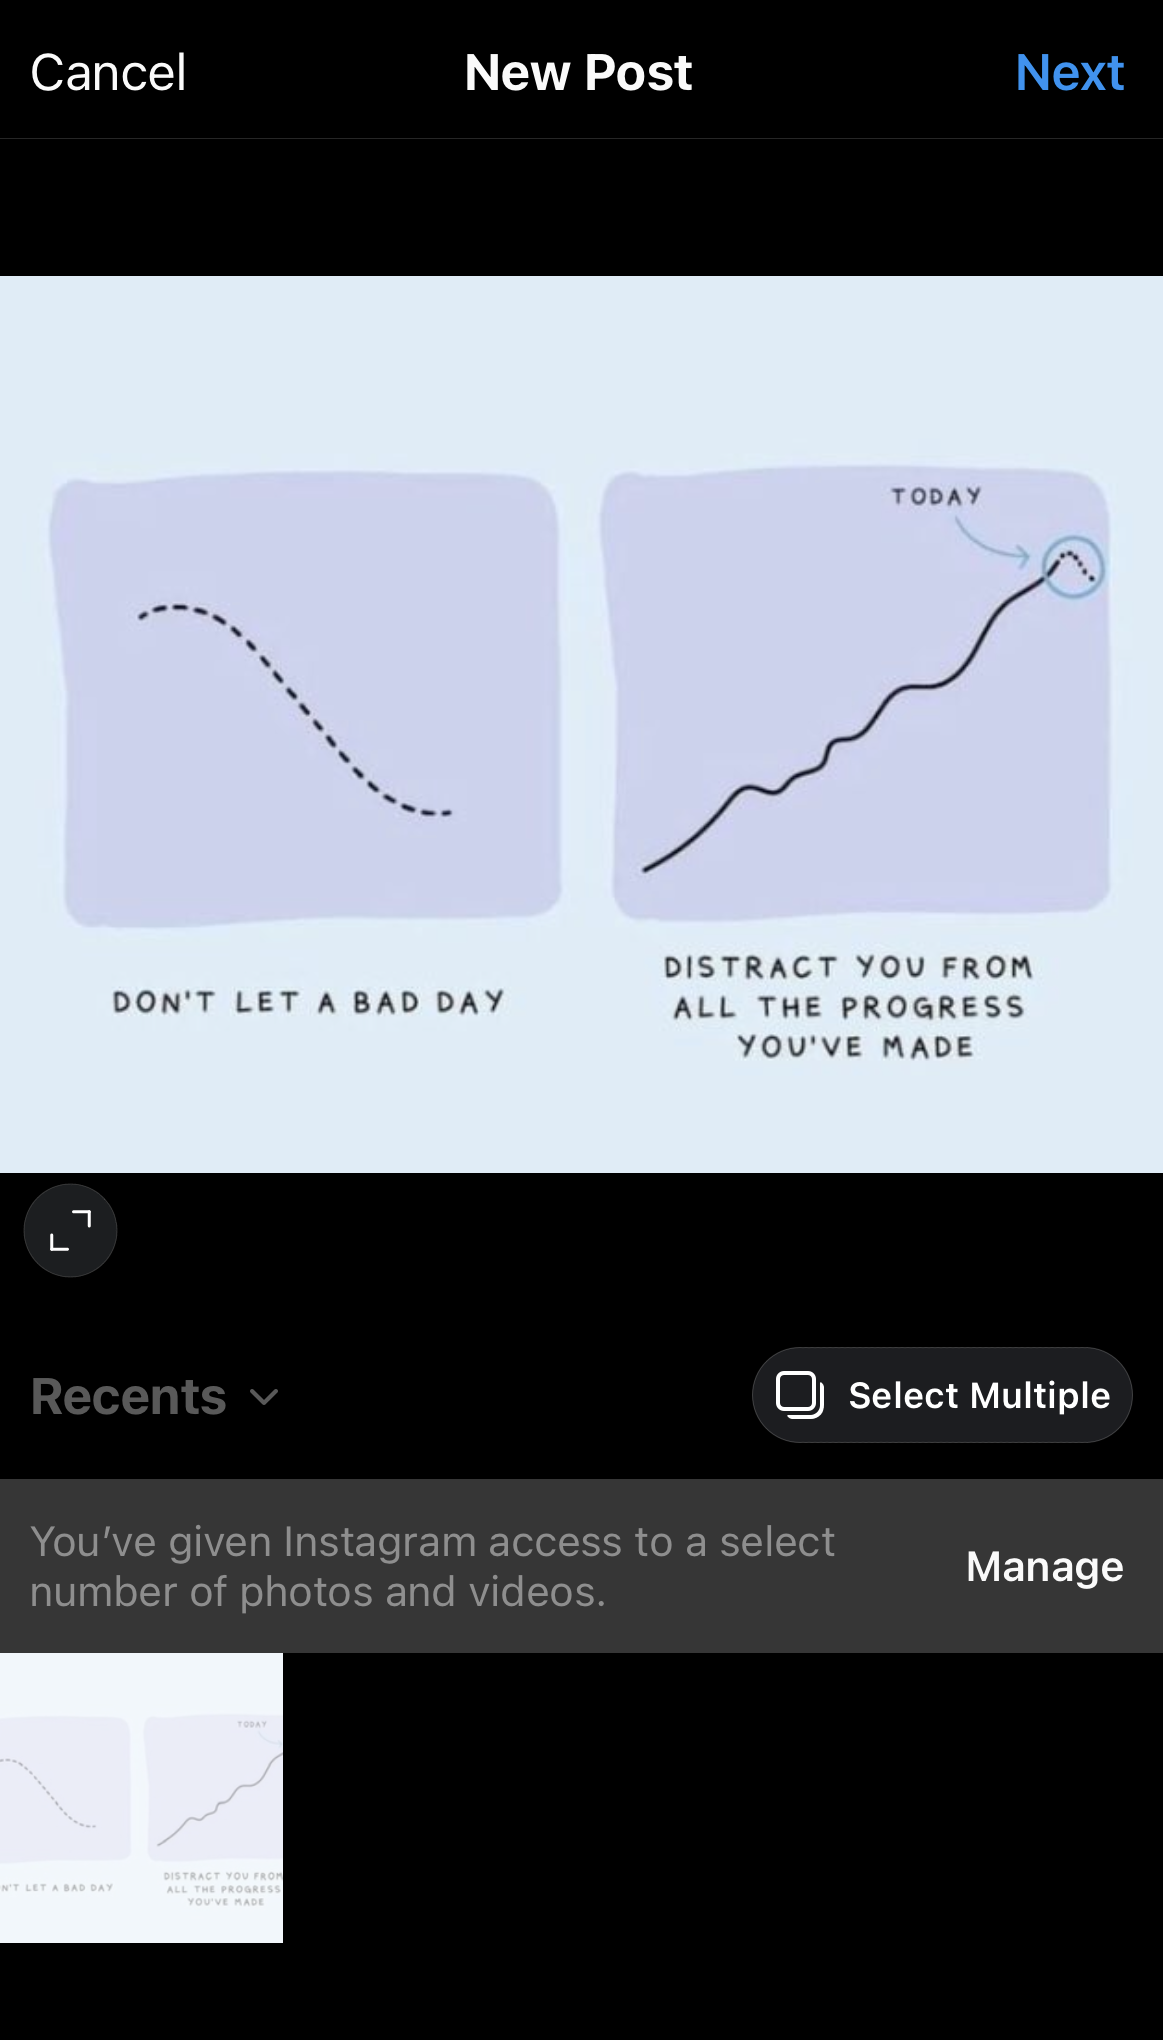 Cancel
New Post
Next
TODAY
DON'T LET A BAD DAY
DISTRACT YOU FROM
ALL THE PROGRESS
YOU'VE MADE
Recents
Select Multiple
You’ve given Instagram access to a select
number of photos and videos.
Manage
TODAY
N'T LET A BAD DAY
DISTRACT YOU FROM
ALL THE PROGRESS
YOU'VE MADE